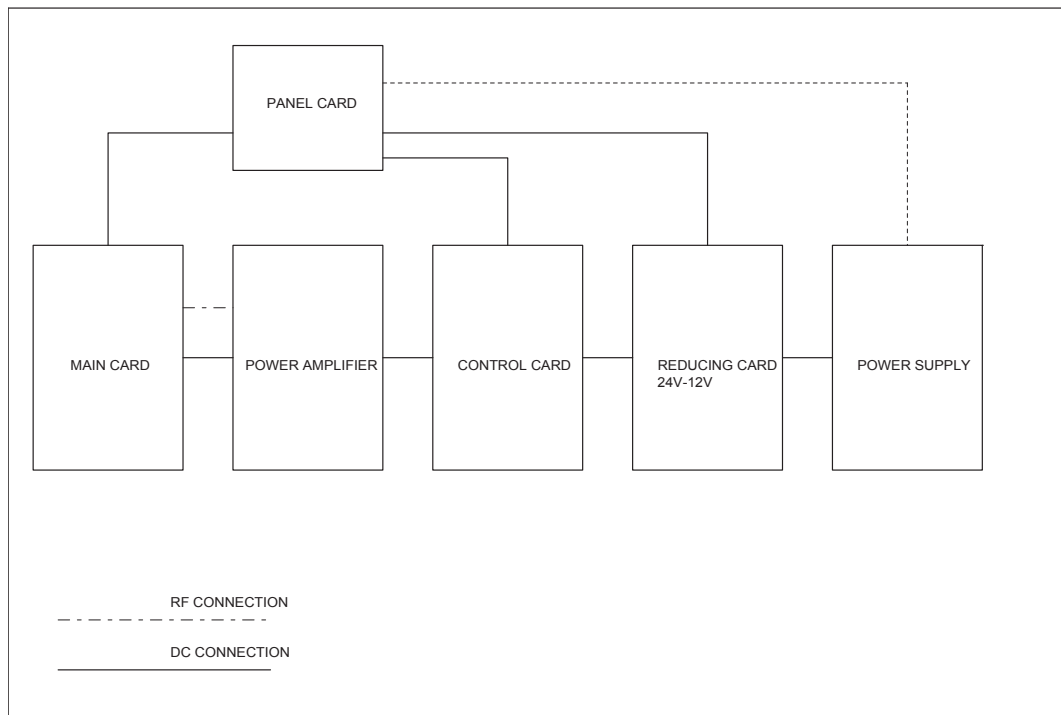 PANEL CARD
MAIN CARD
POWER AMPLIFIER
CONTROL CARD
REDUCING CARD
24V-12V
POWER SUPPLY
RF CONNECTION
DC CONNECTION